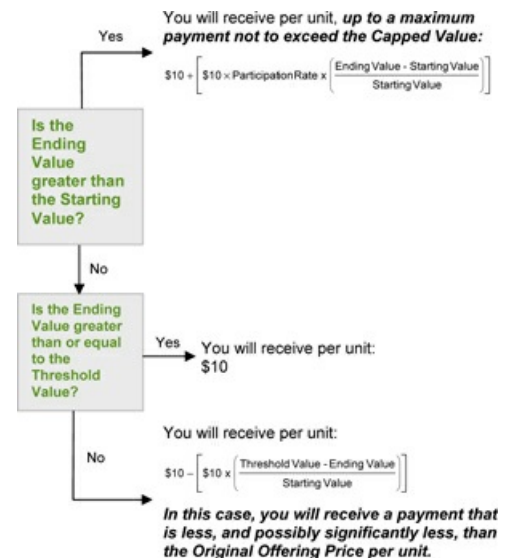 You will receive per unit, up to a maximum
payment not to exceed the Capped Value:
Yes
$10 + [$10 × Participation Rate x (Ending Value - Starting Value / Starting Value)]
Is the
Ending
Value
greater than
the Starting
Value?
No
Is the Ending
Value greater
than or equal
to the
Threshold
Value?
Yes
You will receive per unit:
$10
You will receive per unit:
No
$10 – [$10 x (Threshold Value - Ending Value / Starting Value)]
In this case, you will receive a payment that
is less, and possibly significantly less, than
the Original Offering Price per unit.